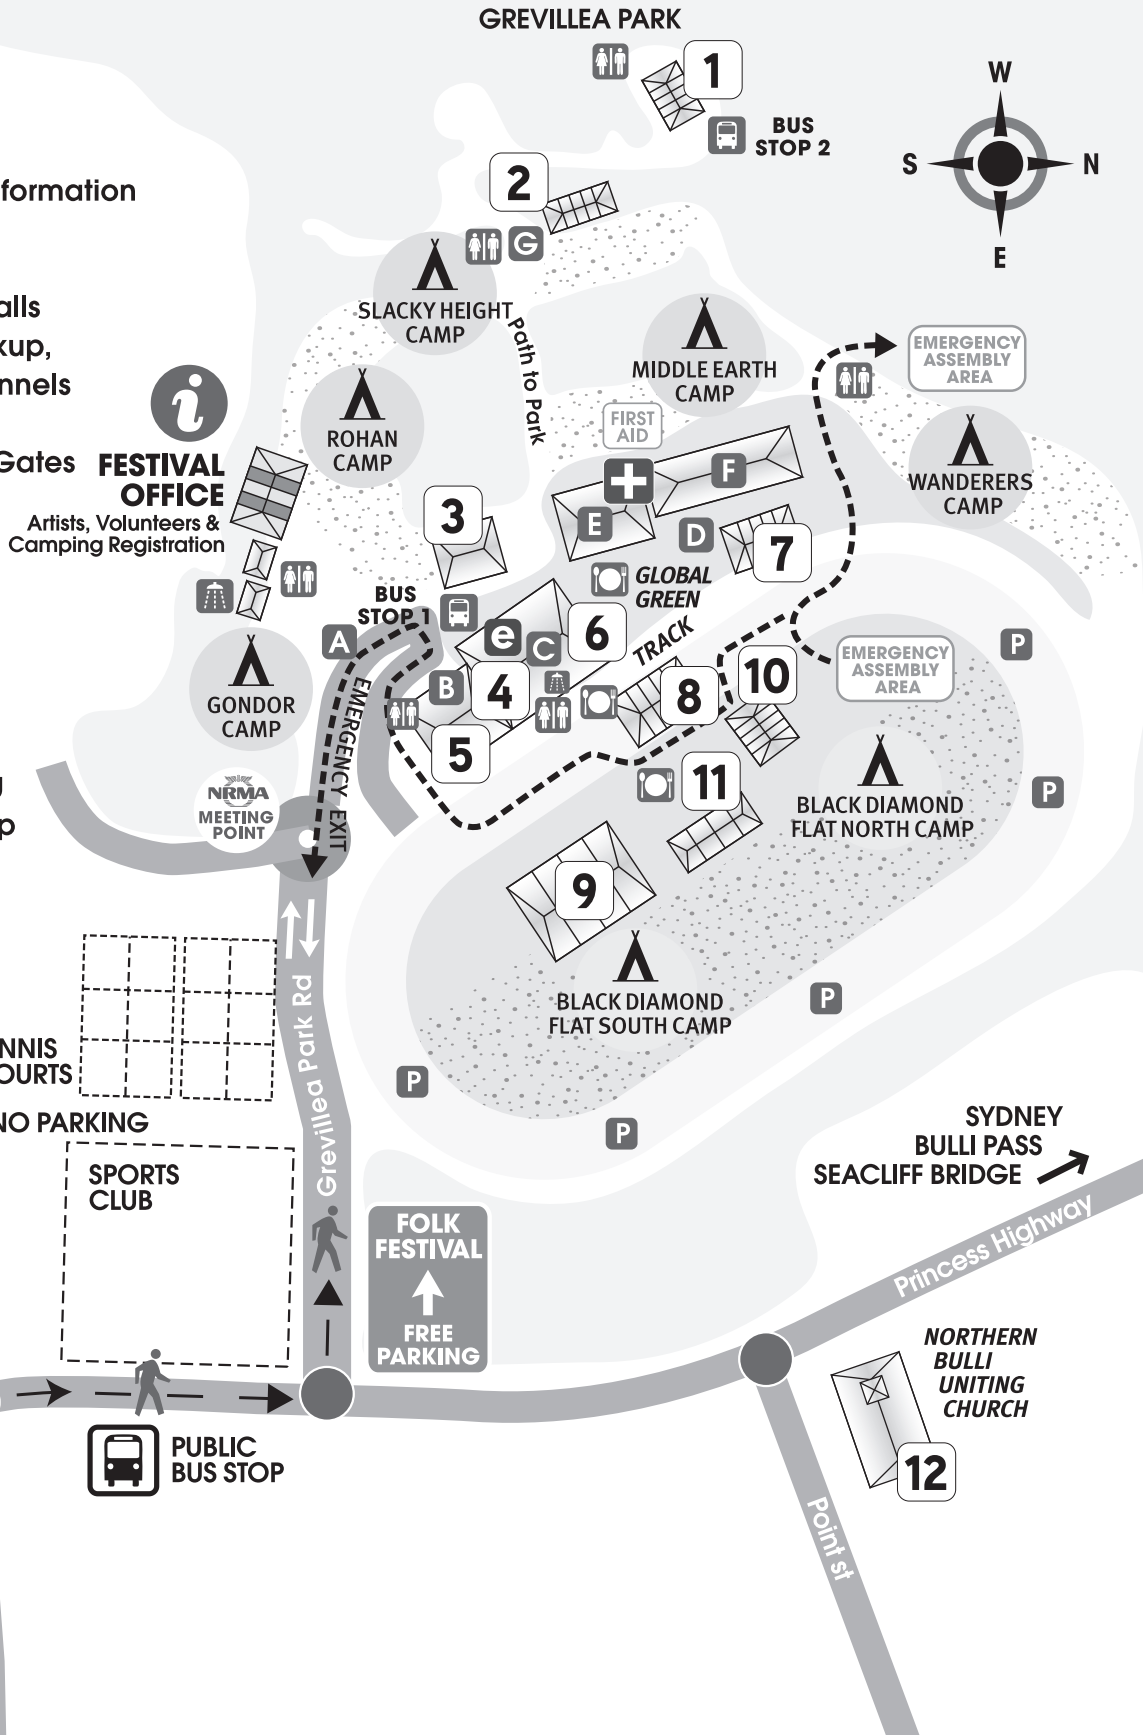 GREVILLEA PARK
1
BUS
STOP 2
W
S
N
E
formation
2
G
alls
kup,
nnels
Gates
SLACKY HEIGHT
CAMP
Path to Park
MIDDLE EARTH
CAMP
EMERGENCY
ASSEMBLY
AREA
i
FESTIVAL
OFFICE
Artists, Volunteers &
Camping Registration
ROHAN
CAMP
FIRST
AID
F
E
D
WANDERERS
CAMP
3
7
GLOBAL
GREEN
BUS
STOP 1
A
e
C
6
TRACK
B
4
8
10
EMERGENCY
ASSEMBLY
AREA
P
GONDOR
CAMP
EMERGENCY EXIT
5
11
P
NRMA
MEETING
POINT
p
BLACK DIAMOND
FLAT NORTH CAMP
9
BLACK DIAMOND
FLAT SOUTH CAMP
P
P
P
Grevillea Park Rd
NNIS
OURTS
NO PARKING
SPORTS
CLUB
SYDNEY
BULLI PASS
SEACLIFF BRIDGE
Princess Highway
FOLK
FESTIVAL
FREE
PARKING
NORTHERN
BULLI
UNITING
CHURCH
12
PUBLIC
BUS STOP
Point st